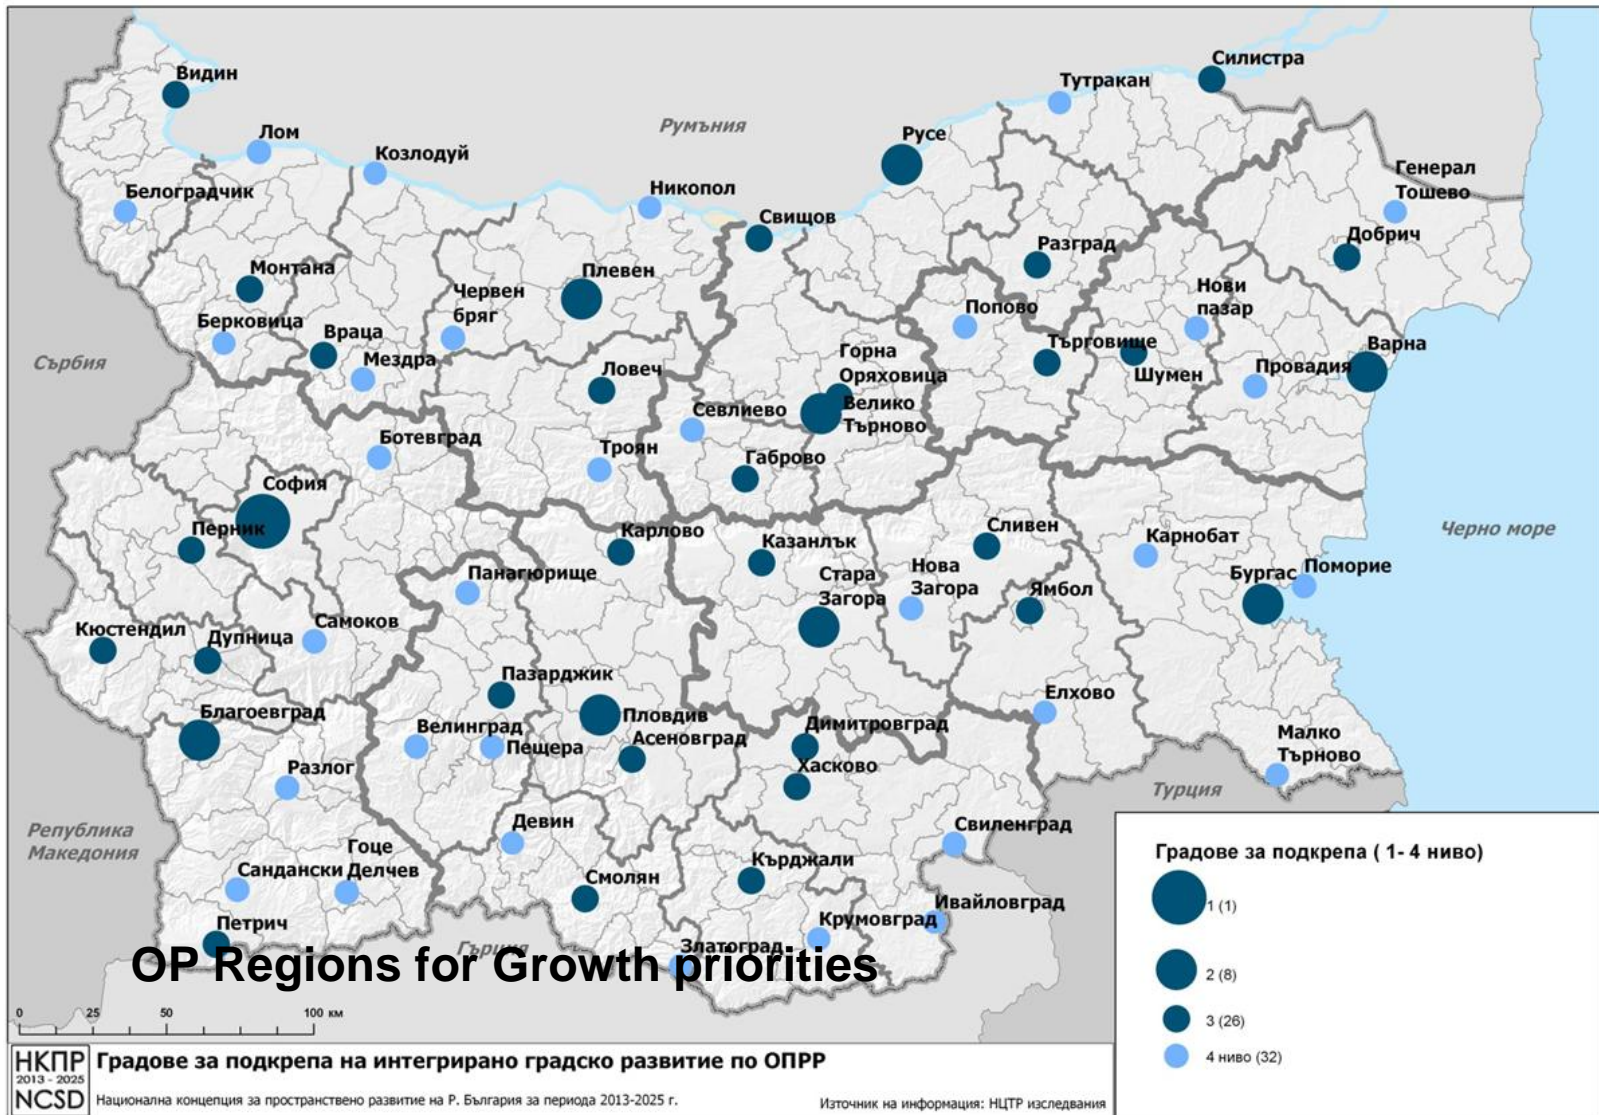 Видин
Силистра
Тутракан
Лом
Румъния
Русе
Козлодуй
Генерал
Тошево
Белоградчик
Никопол
Свищов
Добрич
Разград
Монтана
Плевен
Червен
бряг
Нови
пазар
Попово
Берковица
Враца
Търговище
Варна
Сърбия
Мездра
Ловеч
Горна
Оряховица
Шумен
Провадия
Севлиево
Велико
Търново
Ботевград
Троян
Габрово
София
Перник
Карлово
Казанлък
Сливен
Карнобат
Черно море
Панагюрище
Стара
Загора
Нова
Загора
Ямбол
Бургас
Поморие
Кюстендил
Дупница
Самоков
Пазарджик
Елхово
Благоевград
Велинград
Пещера
Пловдив
Асеновград
Димитровград
Малко
Търново
Хасково
Разлог
Турция
Република
Македония
Девин
Свиленград
Гоце
Делчев
Сандански
Смолян
Кърджали
Петрич
Крумовград
Ивайловград
Гърция
Златоград
OP Regions for Growth priorities
0 25 50 100 км
Градове за подкрепа ( 1- 4 ниво)
1 (1)
2 (8)
3 (26)
4 ниво (32)
НКПР
2013 - 2025
NCSD
Градове за подкрепа на интегрирано градско развитие по ОПРР
Национална концепция за пространствено развитие на Р. България за периода 2013-2025 г.
Източник на информация: НЦТР изследвания